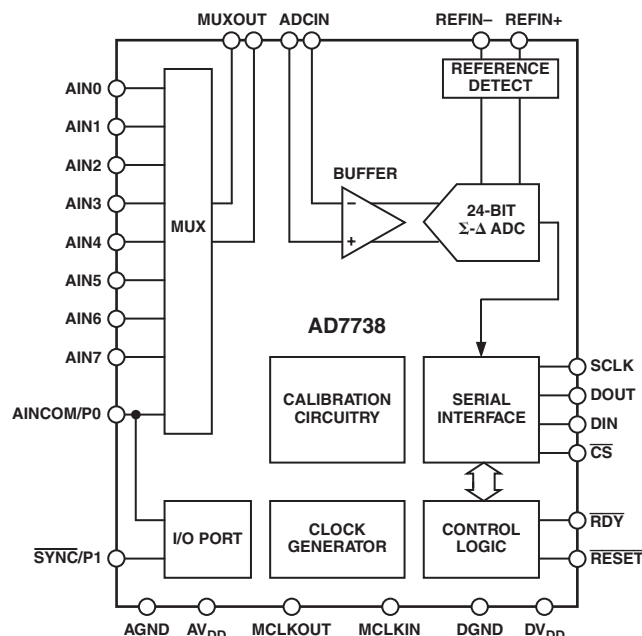 MUXOUT ADCIN REFIN– REFIN+
REFERENCE
DETECT
AIN0
AIN1
AIN2
AIN3
AIN4
AIN5
AIN6
AIN7
AINCOM/P0
SYNC/P1
MUX
BUFFER
–
+
24-BIT
Σ-Δ ADC
AD7738
CALIBRATION
CIRCUITRY
SERIAL
INTERFACE
SCLK
DOUT
DIN
CS
I/O PORT
CLOCK
GENERATOR
CONTROL
LOGIC
RDY
RESET
AGND AVDD MCLKOUT MCLKIN DGND DVDD